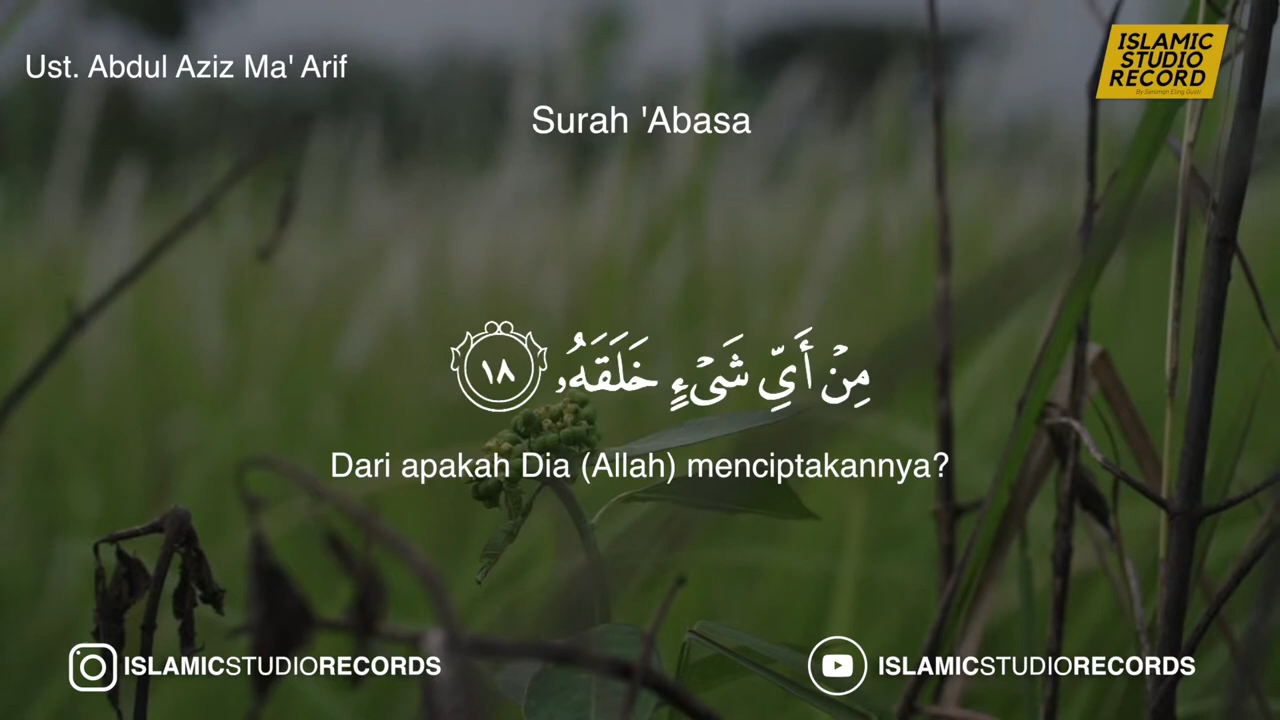 Ust. Abdul Aziz Ma' Arif
ISLAMIC
STUDIO
RECORD
Surah 'Abasa
مِنْ أَيِّ شَىْءٍ خَلَقَهُۥ ١٨
Dari apakah Dia (Allah) menciptakannya?
ISLAMICSTUDIORECORDS
ISLAMICSTUDIORECORDS